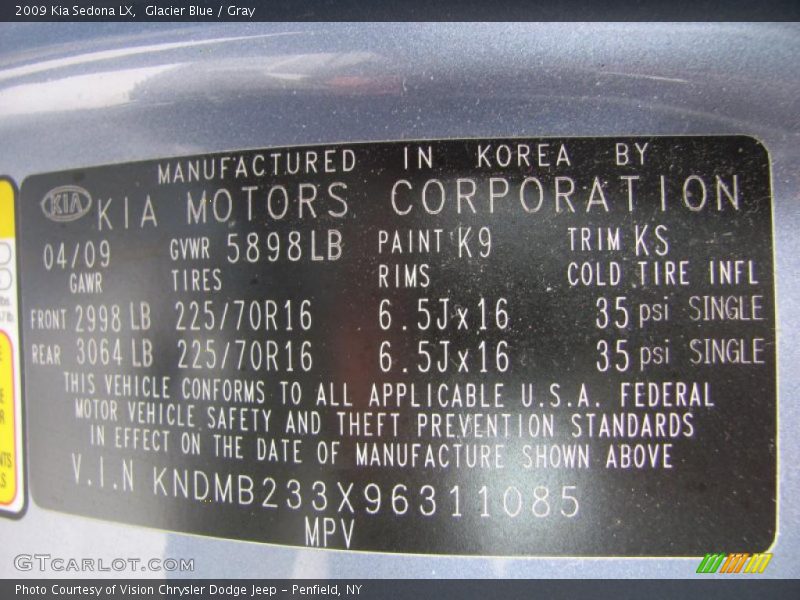 2009 Kia Sedona LX, Glacier Blue / Gray
MANUFACTURED IN KOREA BY
KIA KIA MOTORS CORPORATION
04/09 GVWR 5898LB PAINT K9 TRIM KS
GAWR TIRES RIMS COLD TIRE INFL
FRONT 2998 LB 225/70R16 6.5Jx16 35 psi SINGLE
REAR 3064 LB 225/70R16 6.5Jx16 35 psi SINGLE
THIS VEHICLE CONFORMS TO ALL APPLICABLE U.S.A. FEDERAL
MOTOR VEHICLE SAFETY AND THEFT PREVENTION STANDARDS
IN EFFECT ON THE DATE OF MANUFACTURE SHOWN ABOVE
V.I.N KNDMB233X96311085
MPV
GTCarLot.com
Photo Courtesy of Vision Chrysler Dodge Jeep - Penfield, NY